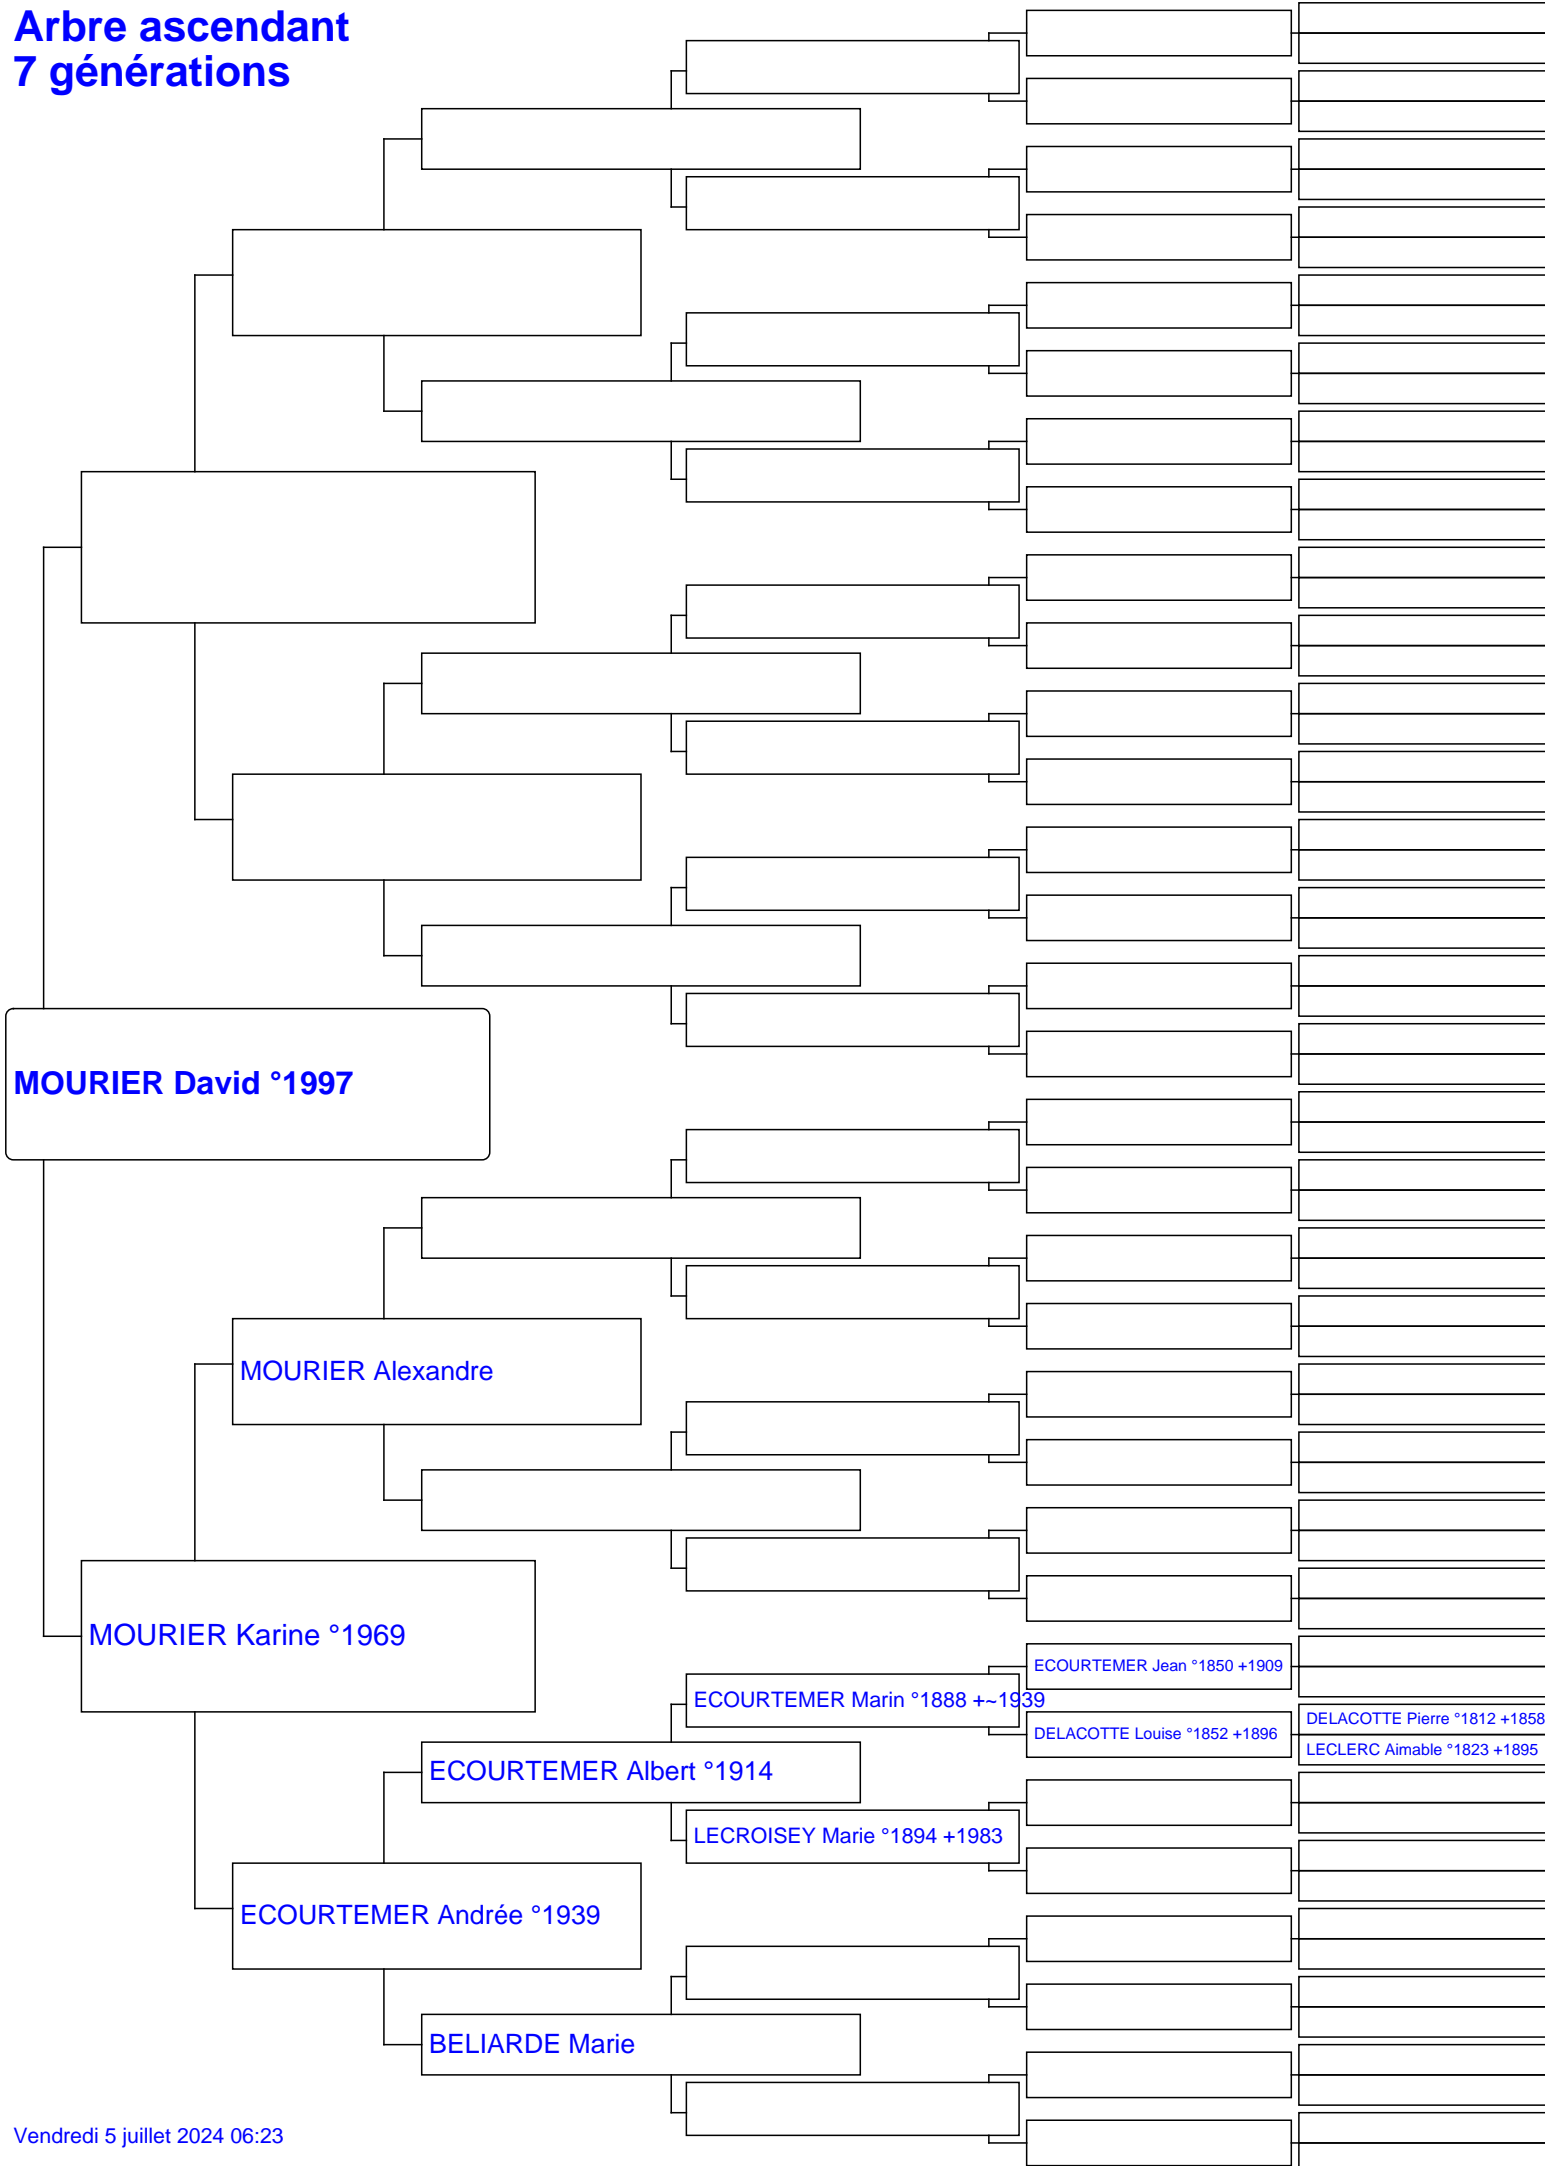 Arbre ascendant
7 générations
MOURIER David °1997
MOURIER Alexandre
MOURIER Karine °1969
ECOURTEMER Jean °1850 +1909
ECOURTEMER Marin °1888 +~1939
DELACOTTE Pierre °1812 +1858
DELACOTTE Louise °1852 +1896
LECLERC Aimable °1823 +1895
ECOURTEMER Albert °1914
LECROISEY Marie °1894 +1983
ECOURTEMER Andrée °1939
BELIARDE Marie
Vendredi 5 juillet 2024 06:23